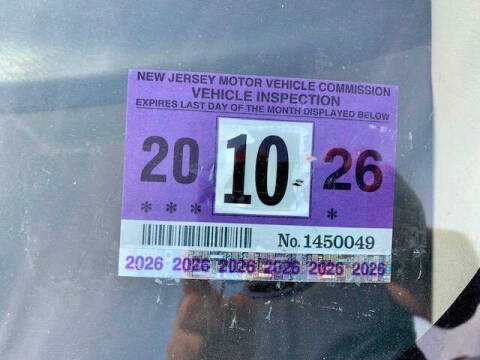 NEW JERSEY MOTOR VEHICLE COMMISSION
VEHICLE INSPECTION
EXPIRES LAST DAY OF THE MONTH DISPLAYED BELOW
20 10 26
* * * *
No. 1450049
2026 2026 2026 2026 2026 2026